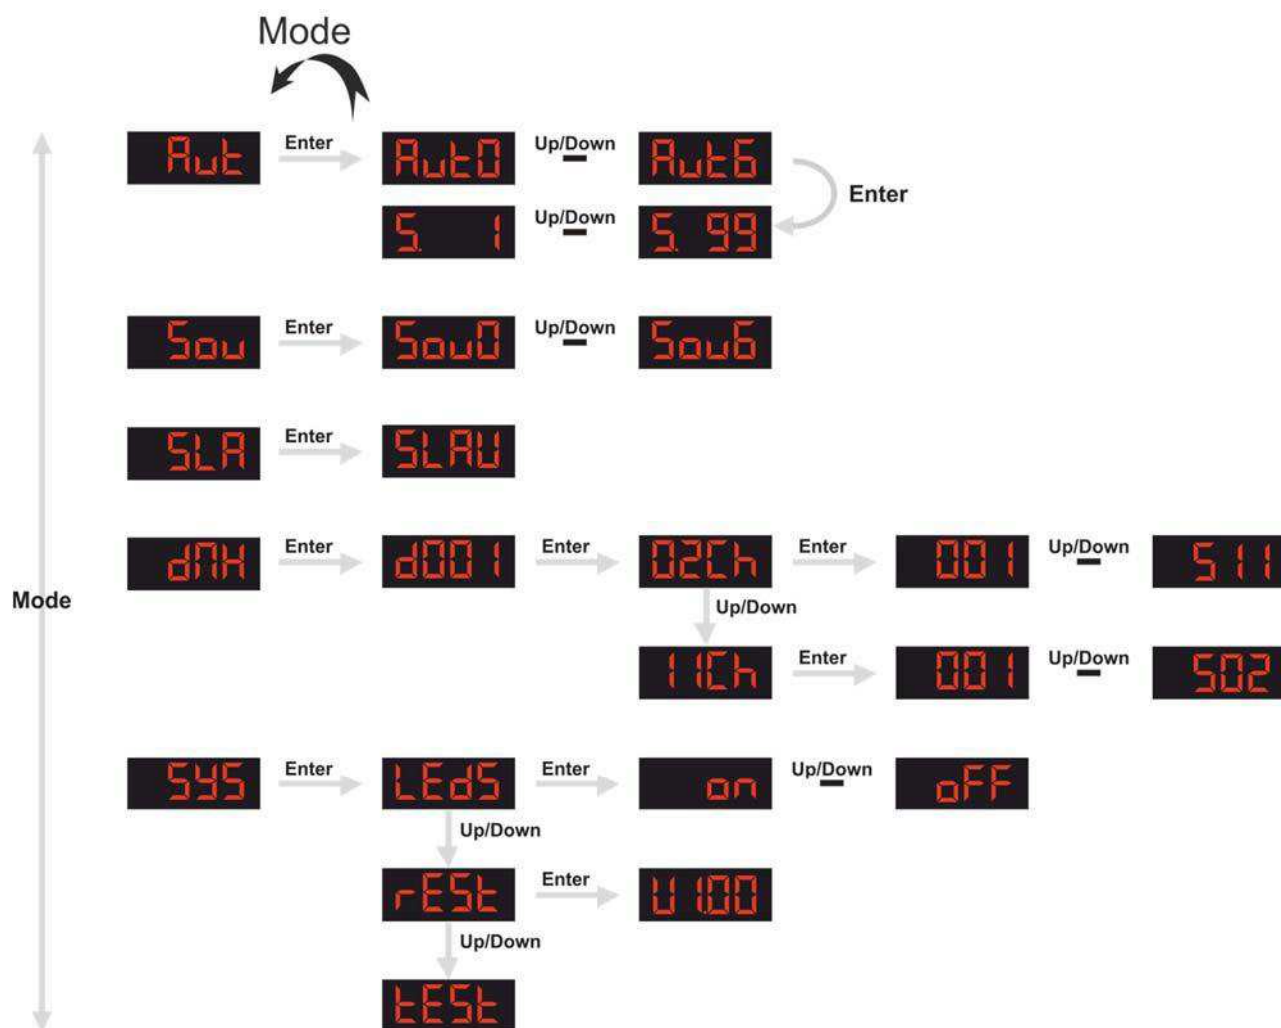 Mode
Aut Enter Aut0 Up/Down Aut6
Enter
S. 1 Up/Down S. 99
Sou Enter Sou0 Up/Down Sou6
SLA Enter SLAU
dMH Enter d001 Enter 02Ch Enter 001 Up/Down 511
Up/Down
Mode
11Ch Enter 001 Up/Down 502
SYS Enter LEdS Enter on Up/Down oFF
Up/Down
rESt Enter U1.00
Up/Down
tESt